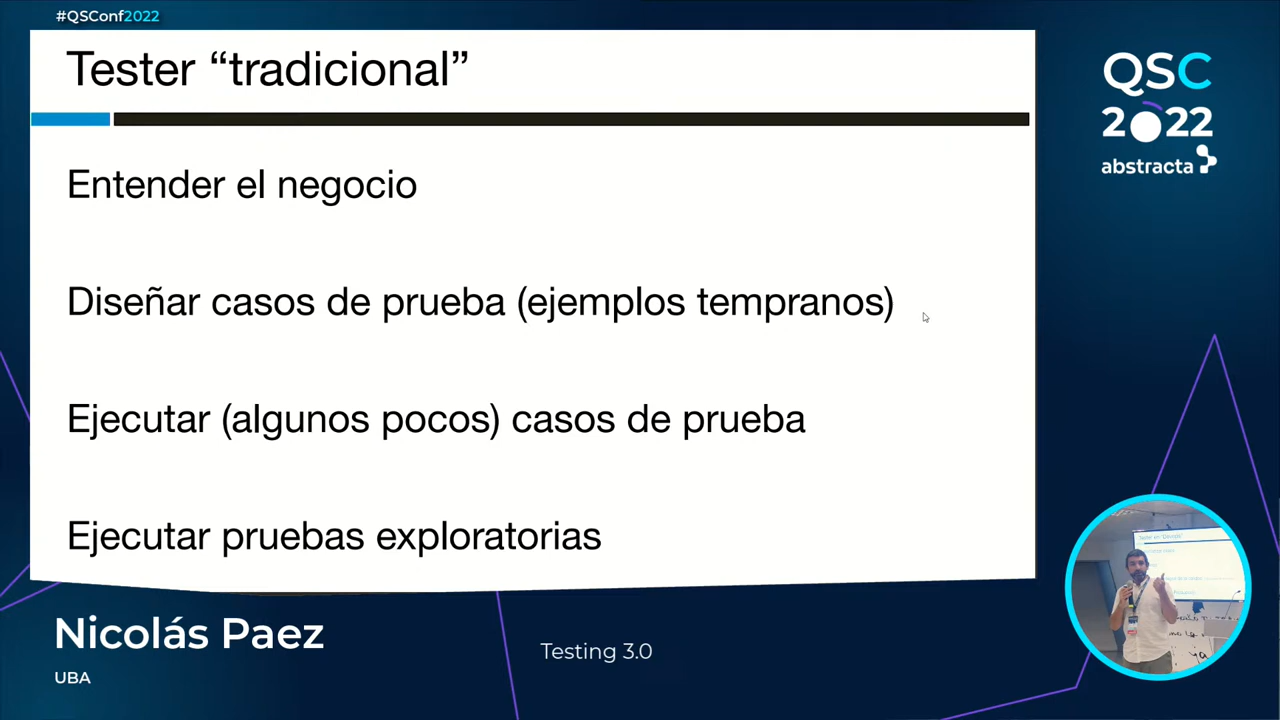 #QSConf2022
Tester “tradicional”
QSC
2022
abstracta
Entender el negocio
Diseñar casos de prueba (ejemplos tempranos)
Ejecutar (algunos pocos) casos de prueba
Ejecutar pruebas exploratorias
Nicolás Paez
UBA
Testing 3.0